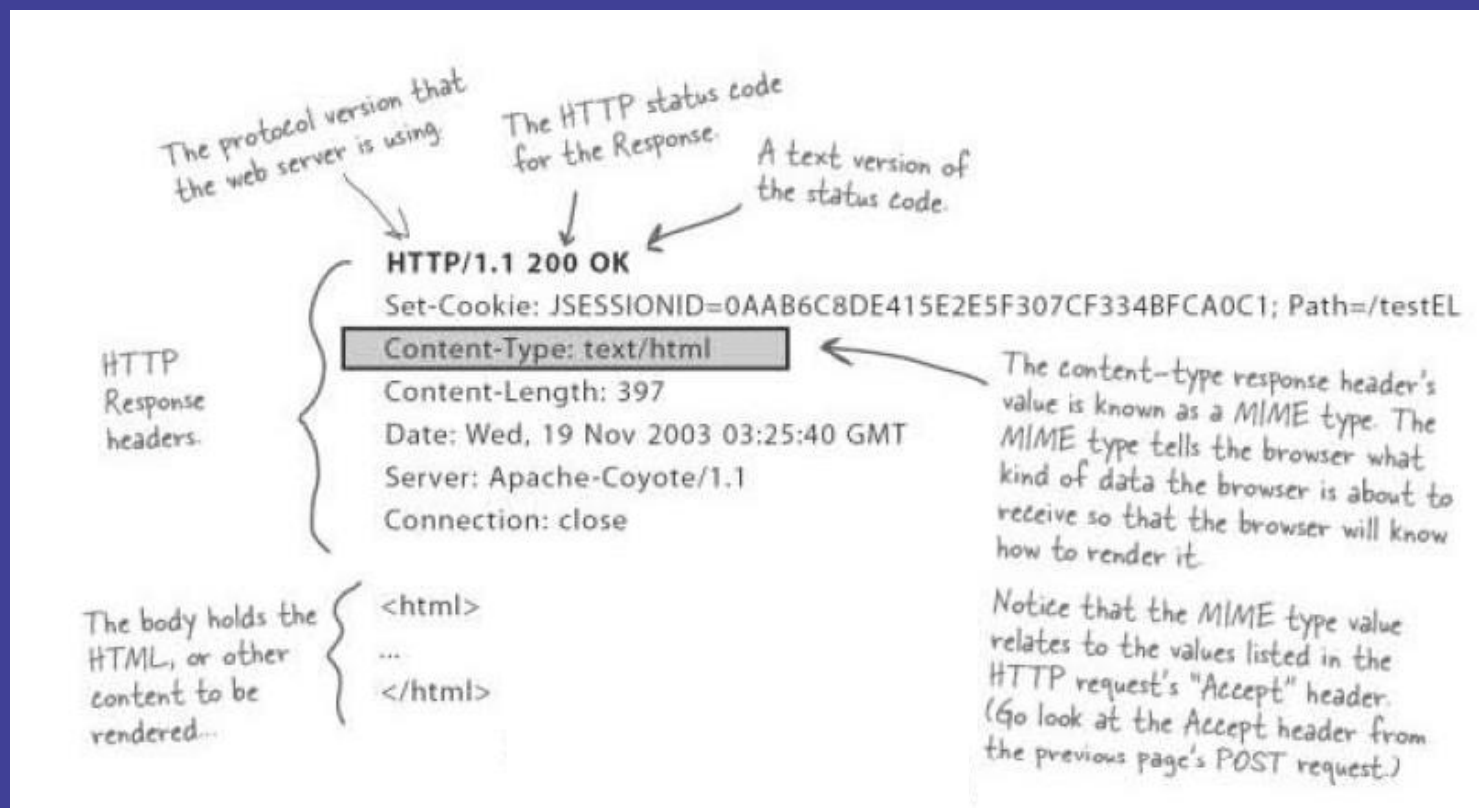 The protocol version that
the web server is using.
The HTTP status code
for the Response.
A text version of
the status code.
HTTP/1.1 200 OK
Set-Cookie: JSESSIONID=0AAB6C8DE415E2E5F307CF334BFCA0C1; Path=/testEL
Content-Type: text/html
Content-Length: 397
Date: Wed, 19 Nov 2003 03:25:40 GMT
Server: Apache-Coyote/1.1
Connection: close
HTTP
Response
headers.
The content-type response header's
value is known as a MIME type. The
MIME type tells the browser what
kind of data the browser is about to
receive so that the browser will know
how to render it.
Notice that the MIME type value
relates to the values listed in the
HTTP request's "Accept" header.
(Go look at the Accept header from
the previous page's POST request.)
The body holds the
HTML, or other
content to be
rendered...
<html>
...
</html>